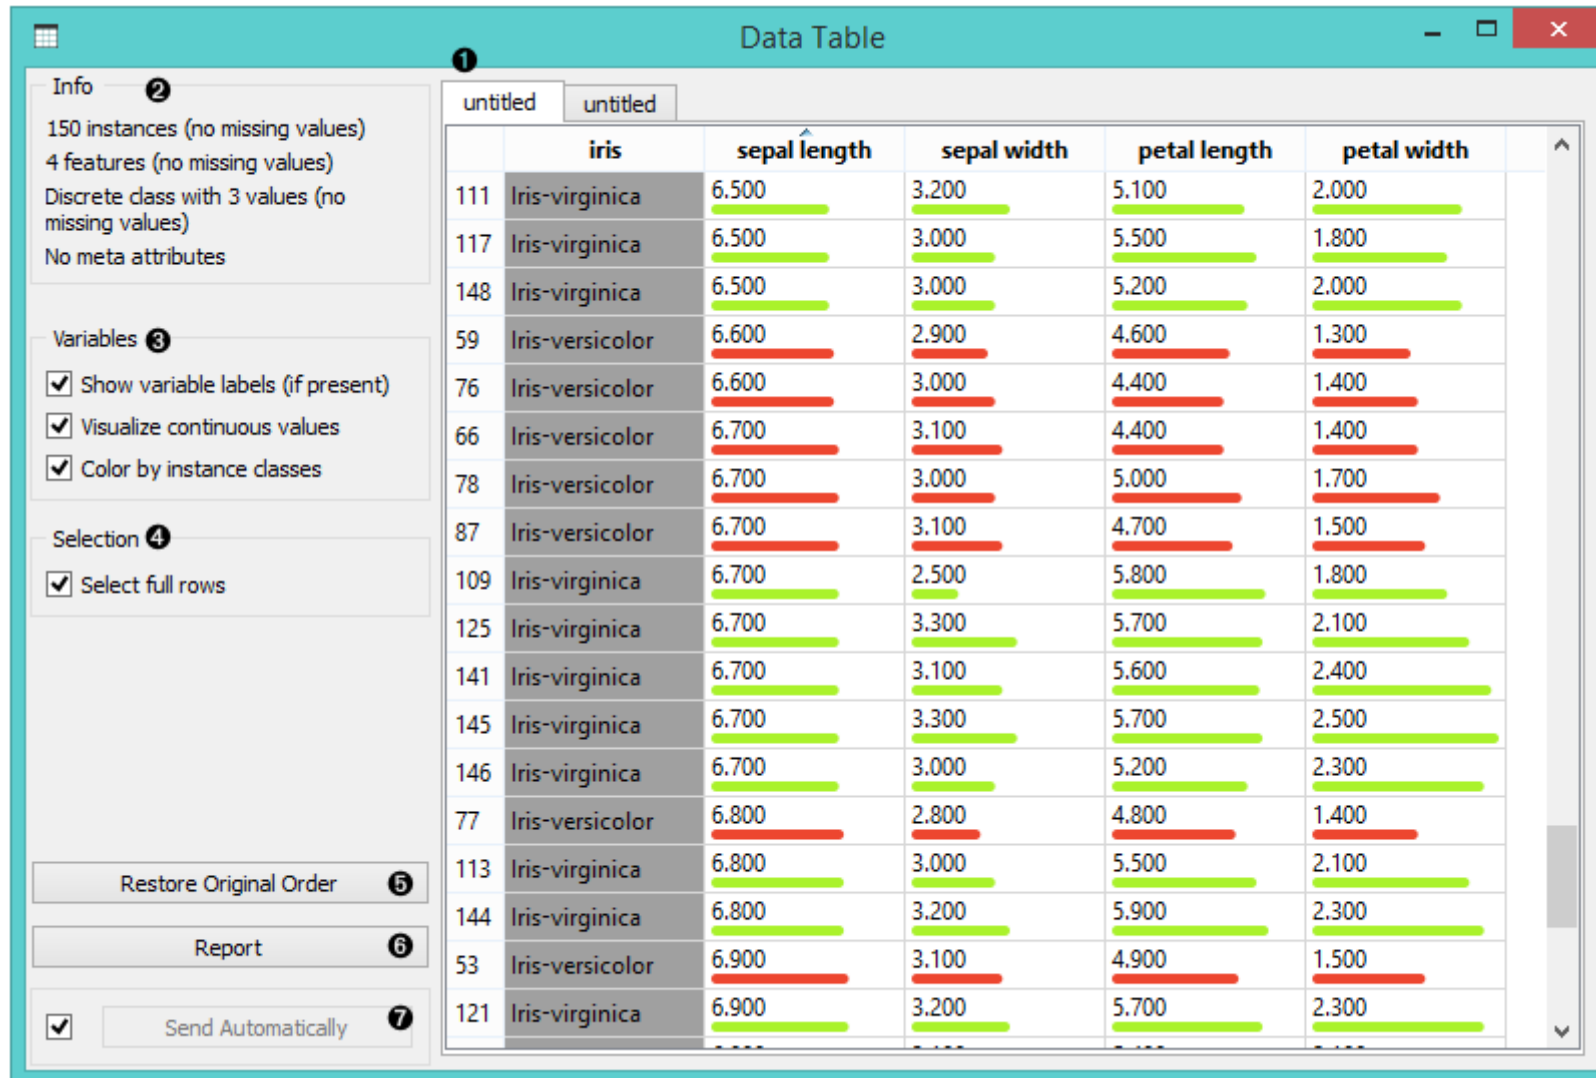 Data Table
❶
Info ❷
150 instances (no missing values)
4 features (no missing values)
Discrete class with 3 values (no
missing values)
No meta attributes
Variables ❸
Show variable labels (if present)
Visualize continuous values
Color by instance classes
Selection ❹
Select full rows
Restore Original Order ❺
Report ❻
Send Automatically ❼
untitled untitled
iris sepal length sepal width petal length petal width
111 Iris-virginica 6.500 3.200 5.100 2.000
117 Iris-virginica 6.500 3.000 5.500 1.800
148 Iris-virginica 6.500 3.000 5.200 2.000
59 Iris-versicolor 6.600 2.900 4.600 1.300
76 Iris-versicolor 6.600 3.000 4.400 1.400
66 Iris-versicolor 6.700 3.100 4.400 1.400
78 Iris-versicolor 6.700 3.000 5.000 1.700
87 Iris-versicolor 6.700 3.100 4.700 1.500
109 Iris-virginica 6.700 2.500 5.800 1.800
125 Iris-virginica 6.700 3.300 5.700 2.100
141 Iris-virginica 6.700 3.100 5.600 2.400
145 Iris-virginica 6.700 3.300 5.700 2.500
146 Iris-virginica 6.700 3.000 5.200 2.300
77 Iris-versicolor 6.800 2.800 4.800 1.400
113 Iris-virginica 6.800 3.000 5.500 2.100
144 Iris-virginica 6.800 3.200 5.900 2.300
53 Iris-versicolor 6.900 3.100 4.900 1.500
121 Iris-virginica 6.900 3.200 5.700 2.300